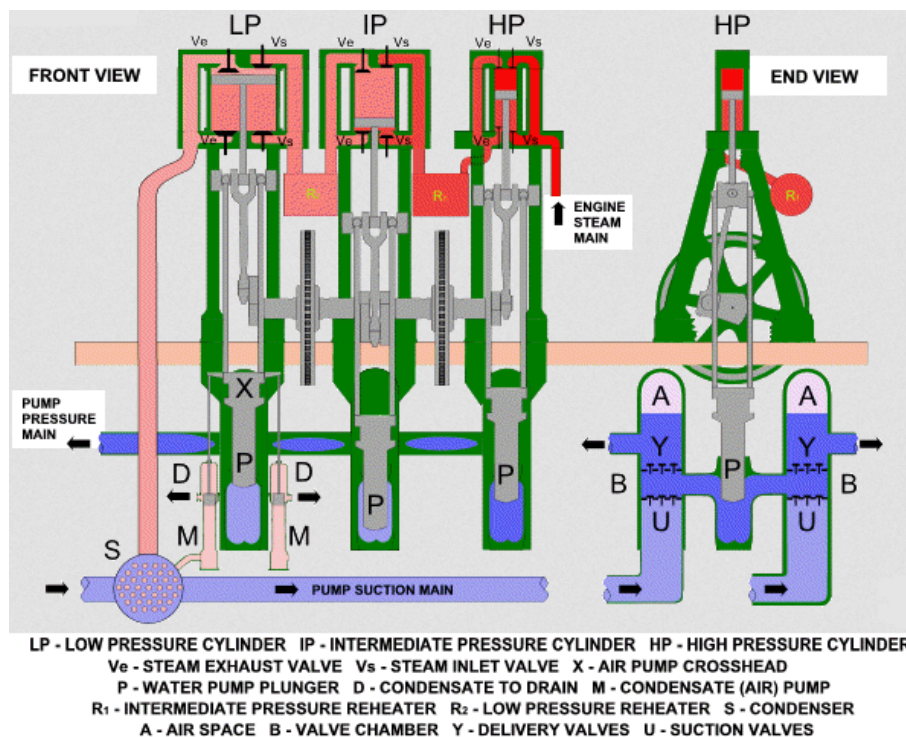 LP IP HP HP
Ve Vs Ve Vs Ve Vs
FRONT VIEW
END VIEW
Ve Vs Ve Vs Ve Vs
R₂ R₁ R₁
ENGINE
STEAM
MAIN
X
PUMP
PRESSURE
MAIN
A A
D P D P P Y Y
B P B
M M U U
S
PUMP SUCTION MAIN
LP - LOW PRESSURE CYLINDER IP - INTERMEDIATE PRESSURE CYLINDER HP - HIGH PRESSURE CYLINDER
Ve - STEAM EXHAUST VALVE Vs - STEAM INLET VALVE X - AIR PUMP CROSSHEAD
P - WATER PUMP PLUNGER D - CONDENSATE TO DRAIN M - CONDENSATE (AIR) PUMP
R₁ - INTERMEDIATE PRESSURE REHEATER R₂ - LOW PRESSURE REHEATER S - CONDENSER
A - AIR SPACE B - VALVE CHAMBER Y - DELIVERY VALVES U - SUCTION VALVES